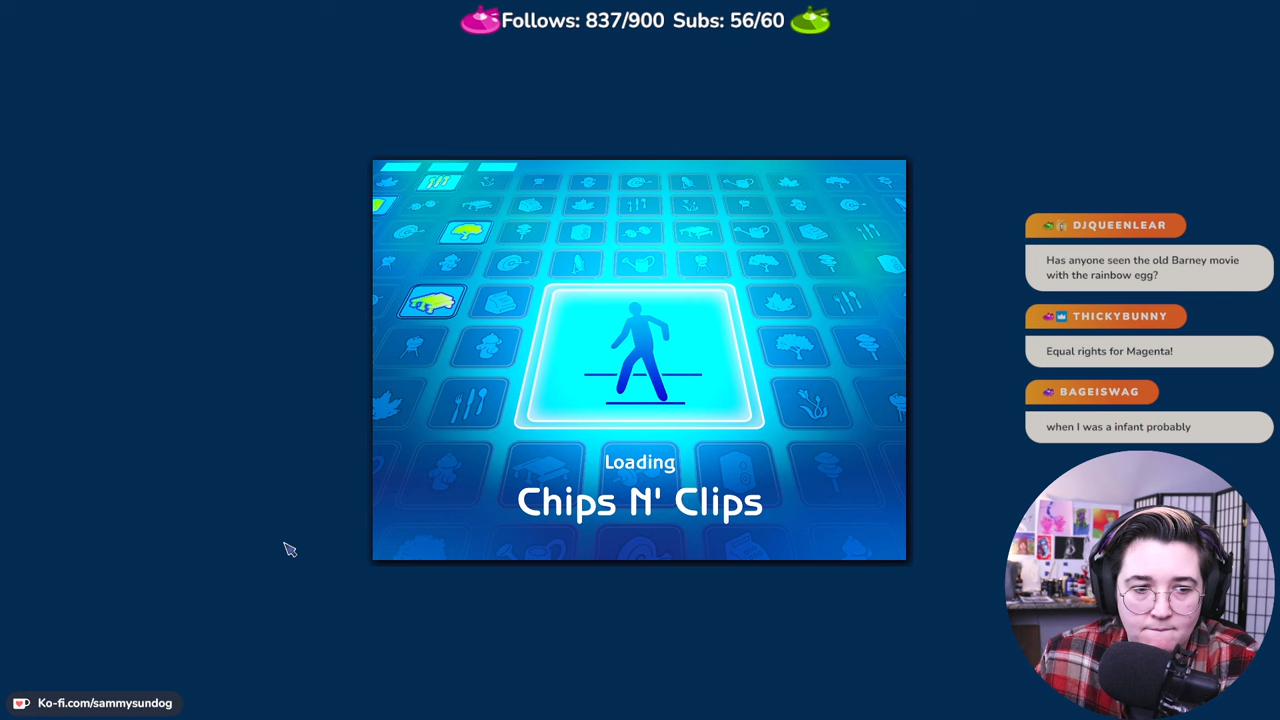 Follows: 837/900 Subs: 56/60
Loading
Chips N' Clips
DJQUEENLEAR
Has anyone seen the old Barney movie
with the rainbow egg?
THICKYBUNNY
Equal rights for Magenta!
BAGEISWAG
when I was a infant probably
Ko-fi.com/sammysundog